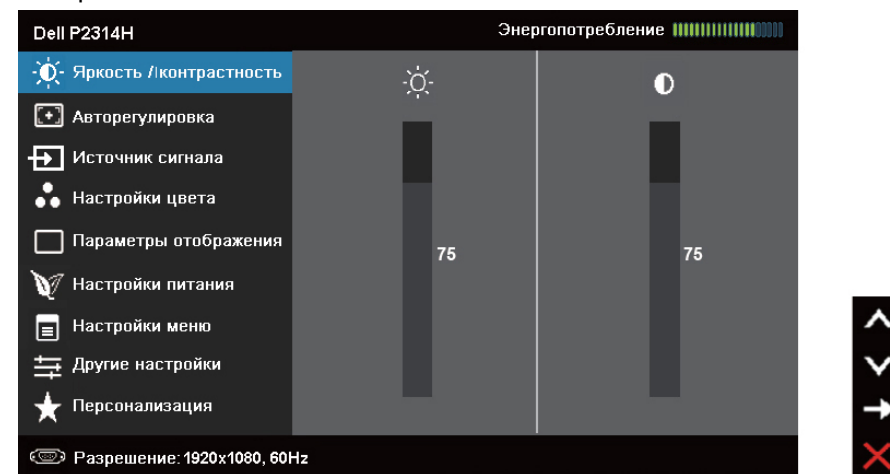 Dell P2314H
Энергопотребление
Яркость /контрастность
Авторегулировка
Источник сигнала
Настройки цвета
Параметры отображения
Настройки питания
Настройки меню
Другие настройки
Персонализация
75
75
Разрешение: 1920x1080, 60Hz